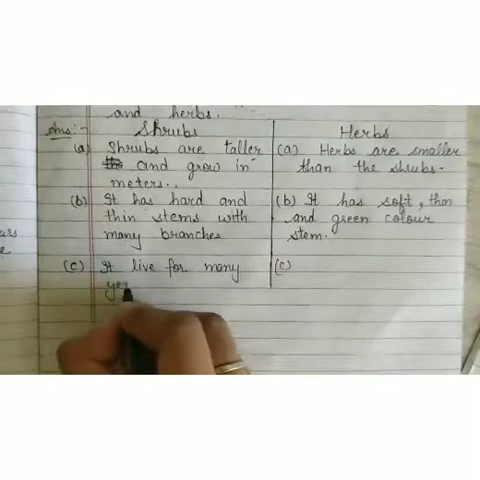 and herbs.
Ans:- Shrubs Herbs
(a) Shrubs are taller (a) Herbs are smaller
and grow in than the shrubs.
meters..
(b) It has hard and (b) It has soft, thin
thin stems with and green colour
many branches stem.
(c) It live for many (c)
ye